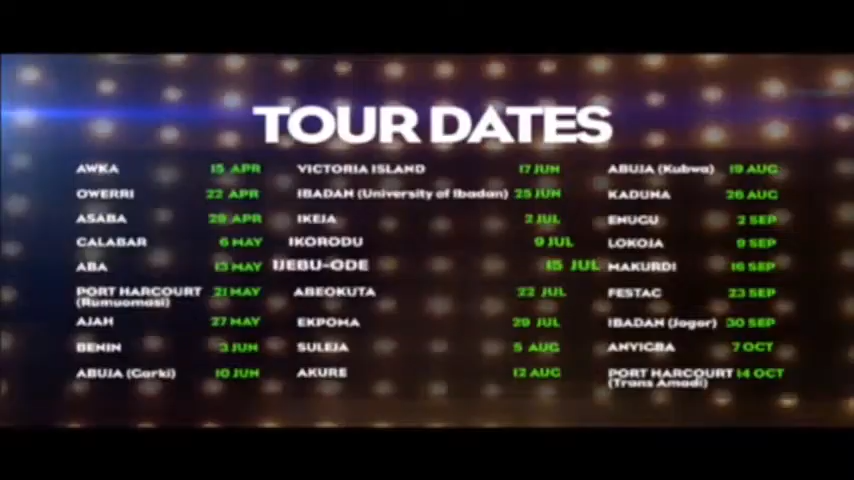 TOUR DATES
AWKA 15 APR
OWERRI 22 APR
ASABA 29 APR
CALABAR 6 MAY
ABA 13 MAY
PORT HARCOURT 21 MAY
(Rumuomasi)
AJAH 27 MAY
BENIN 3 JUN
ABUJA (Garki) 10 JUN
VICTORIA ISLAND 17 JUN
IBADAN (University of Ibadan) 25 JUN
IKEJA 2 JUL
IKORODU 9 JUL
IJEBU-ODE 15 JUL
ABEOKUTA 22 JUL
EKPOMA 29 JUL
SULEJA 5 AUG
AKURE 12 AUG
ABUJA (Kubwa) 19 AUG
KADUNA 26 AUG
ENUGU 2 SEP
LOKOJA 9 SEP
MAKURDI 16 SEP
FESTAC 23 SEP
IBADAN (Jogor) 30 SEP
ANYIGBA 7 OCT
PORT HARCOURT 14 OCT
(Trans Amadi)